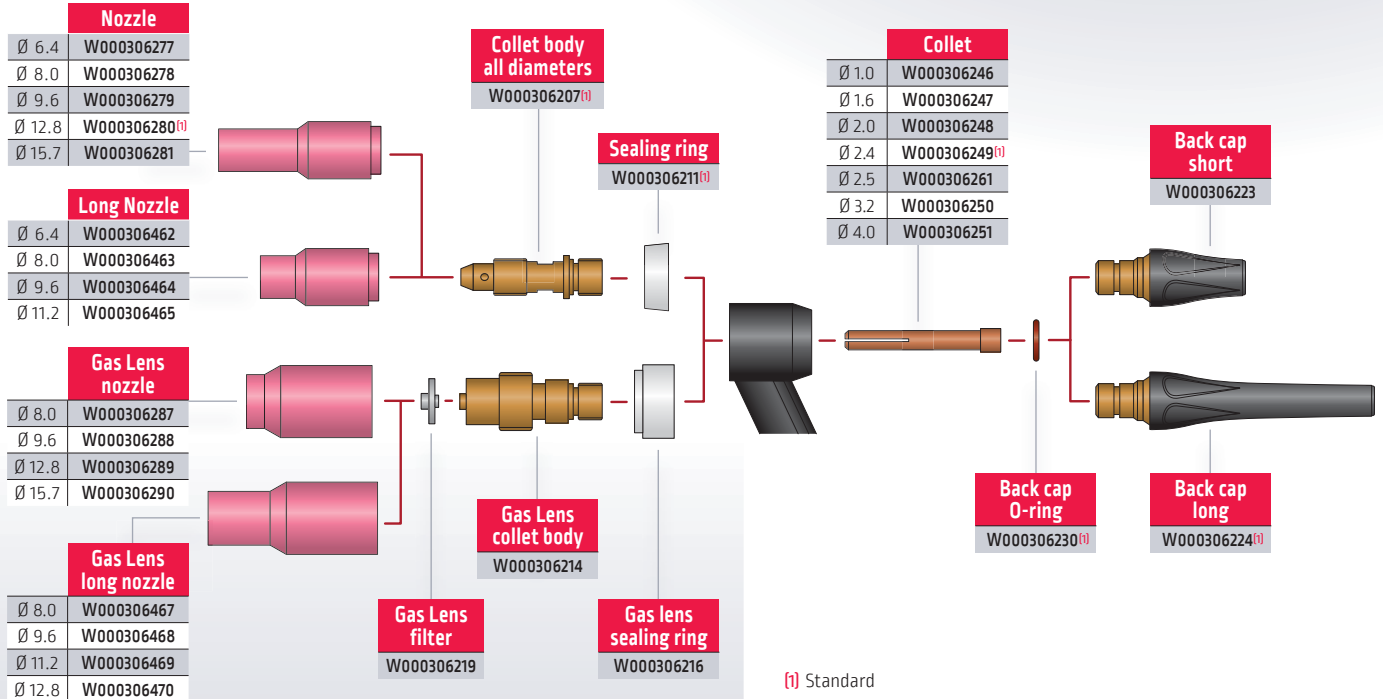 Nozzle
Ø 6.4 W000306277
Ø 8.0 W000306278
Ø 9.6 W000306279
Ø 12.8 W000306280(1)
Ø 15.7 W000306281
Long Nozzle
Ø 6.4 W000306462
Ø 8.0 W000306463
Ø 9.6 W000306464
Ø 11.2 W000306465
Gas Lens
nozzle
Ø 8.0 W000306287
Ø 9.6 W000306288
Ø 12.8 W000306289
Ø 15.7 W000306290
Gas Lens
long nozzle
Ø 8.0 W000306467
Ø 9.6 W000306468
Ø 11.2 W000306469
Ø 12.8 W000306470
Collet body
all diameters
W000306207(1)
Sealing ring
W000306211(1)
Gas Lens
collet body
W000306214
Gas Lens
filter
W000306219
Gas lens
sealing ring
W000306216
Collet
Ø 1.0 W000306246
Ø 1.6 W000306247
Ø 2.0 W000306248
Ø 2.4 W000306249(1)
Ø 2.5 W000306261
Ø 3.2 W000306250
Ø 4.0 W000306251
Back cap
short
W000306223
Back cap
O-ring
W000306230(1)
Back cap
long
W000306224(1)
(1) Standard